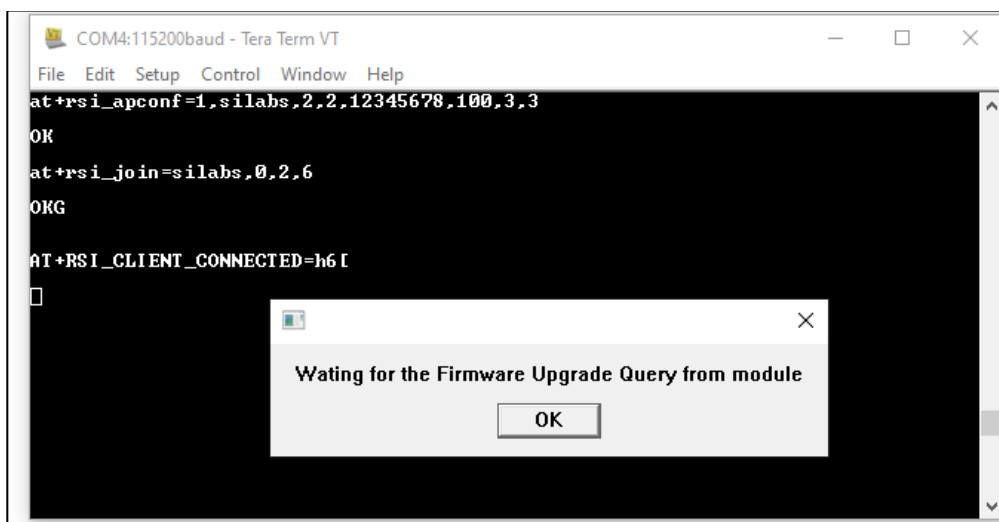 COM4:115200baud - Tera Term VT
File Edit Setup Control Window Help
at+rsi_apconf=1,silabs,2,2,12345678,100,3,3
OK
at+rsi_join=silabs,0,2,6
OKG
AT+RSI_CLIENT_CONNECTED=h6[
Wating for the Firmware Upgrade Query from module
OK